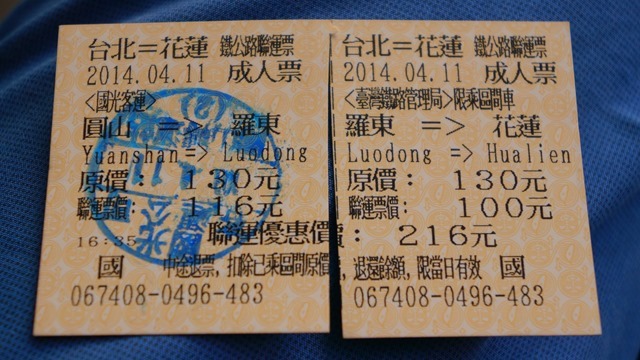 台北=花蓮 鐵公路聯運票
2014.04.11 成人票
<國光客運>
圓山 => 羅東
Yuanshan=> Luodong
原價: 130元
聯運票價: 116元
16:35
國
067408-0496-483
台北=花蓮 鐵公路聯運票
2014.04.11 成人票
<臺灣鐵路管理局>限乘區間車
羅東 => 花蓮
Luodong => Hualien
原價: 130元
聯運票價: 100元
聯運優惠價: 216元
中途退票，扣除已乘區間原價，退還餘額，限當日有效 國
067408-0496-483
國光